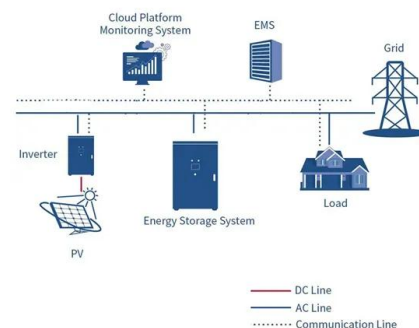 Cloud Platform
Monitoring System
EMS
Grid
Inverter
Energy Storage System
Load
PV
DC Line
AC Line
Communication Line